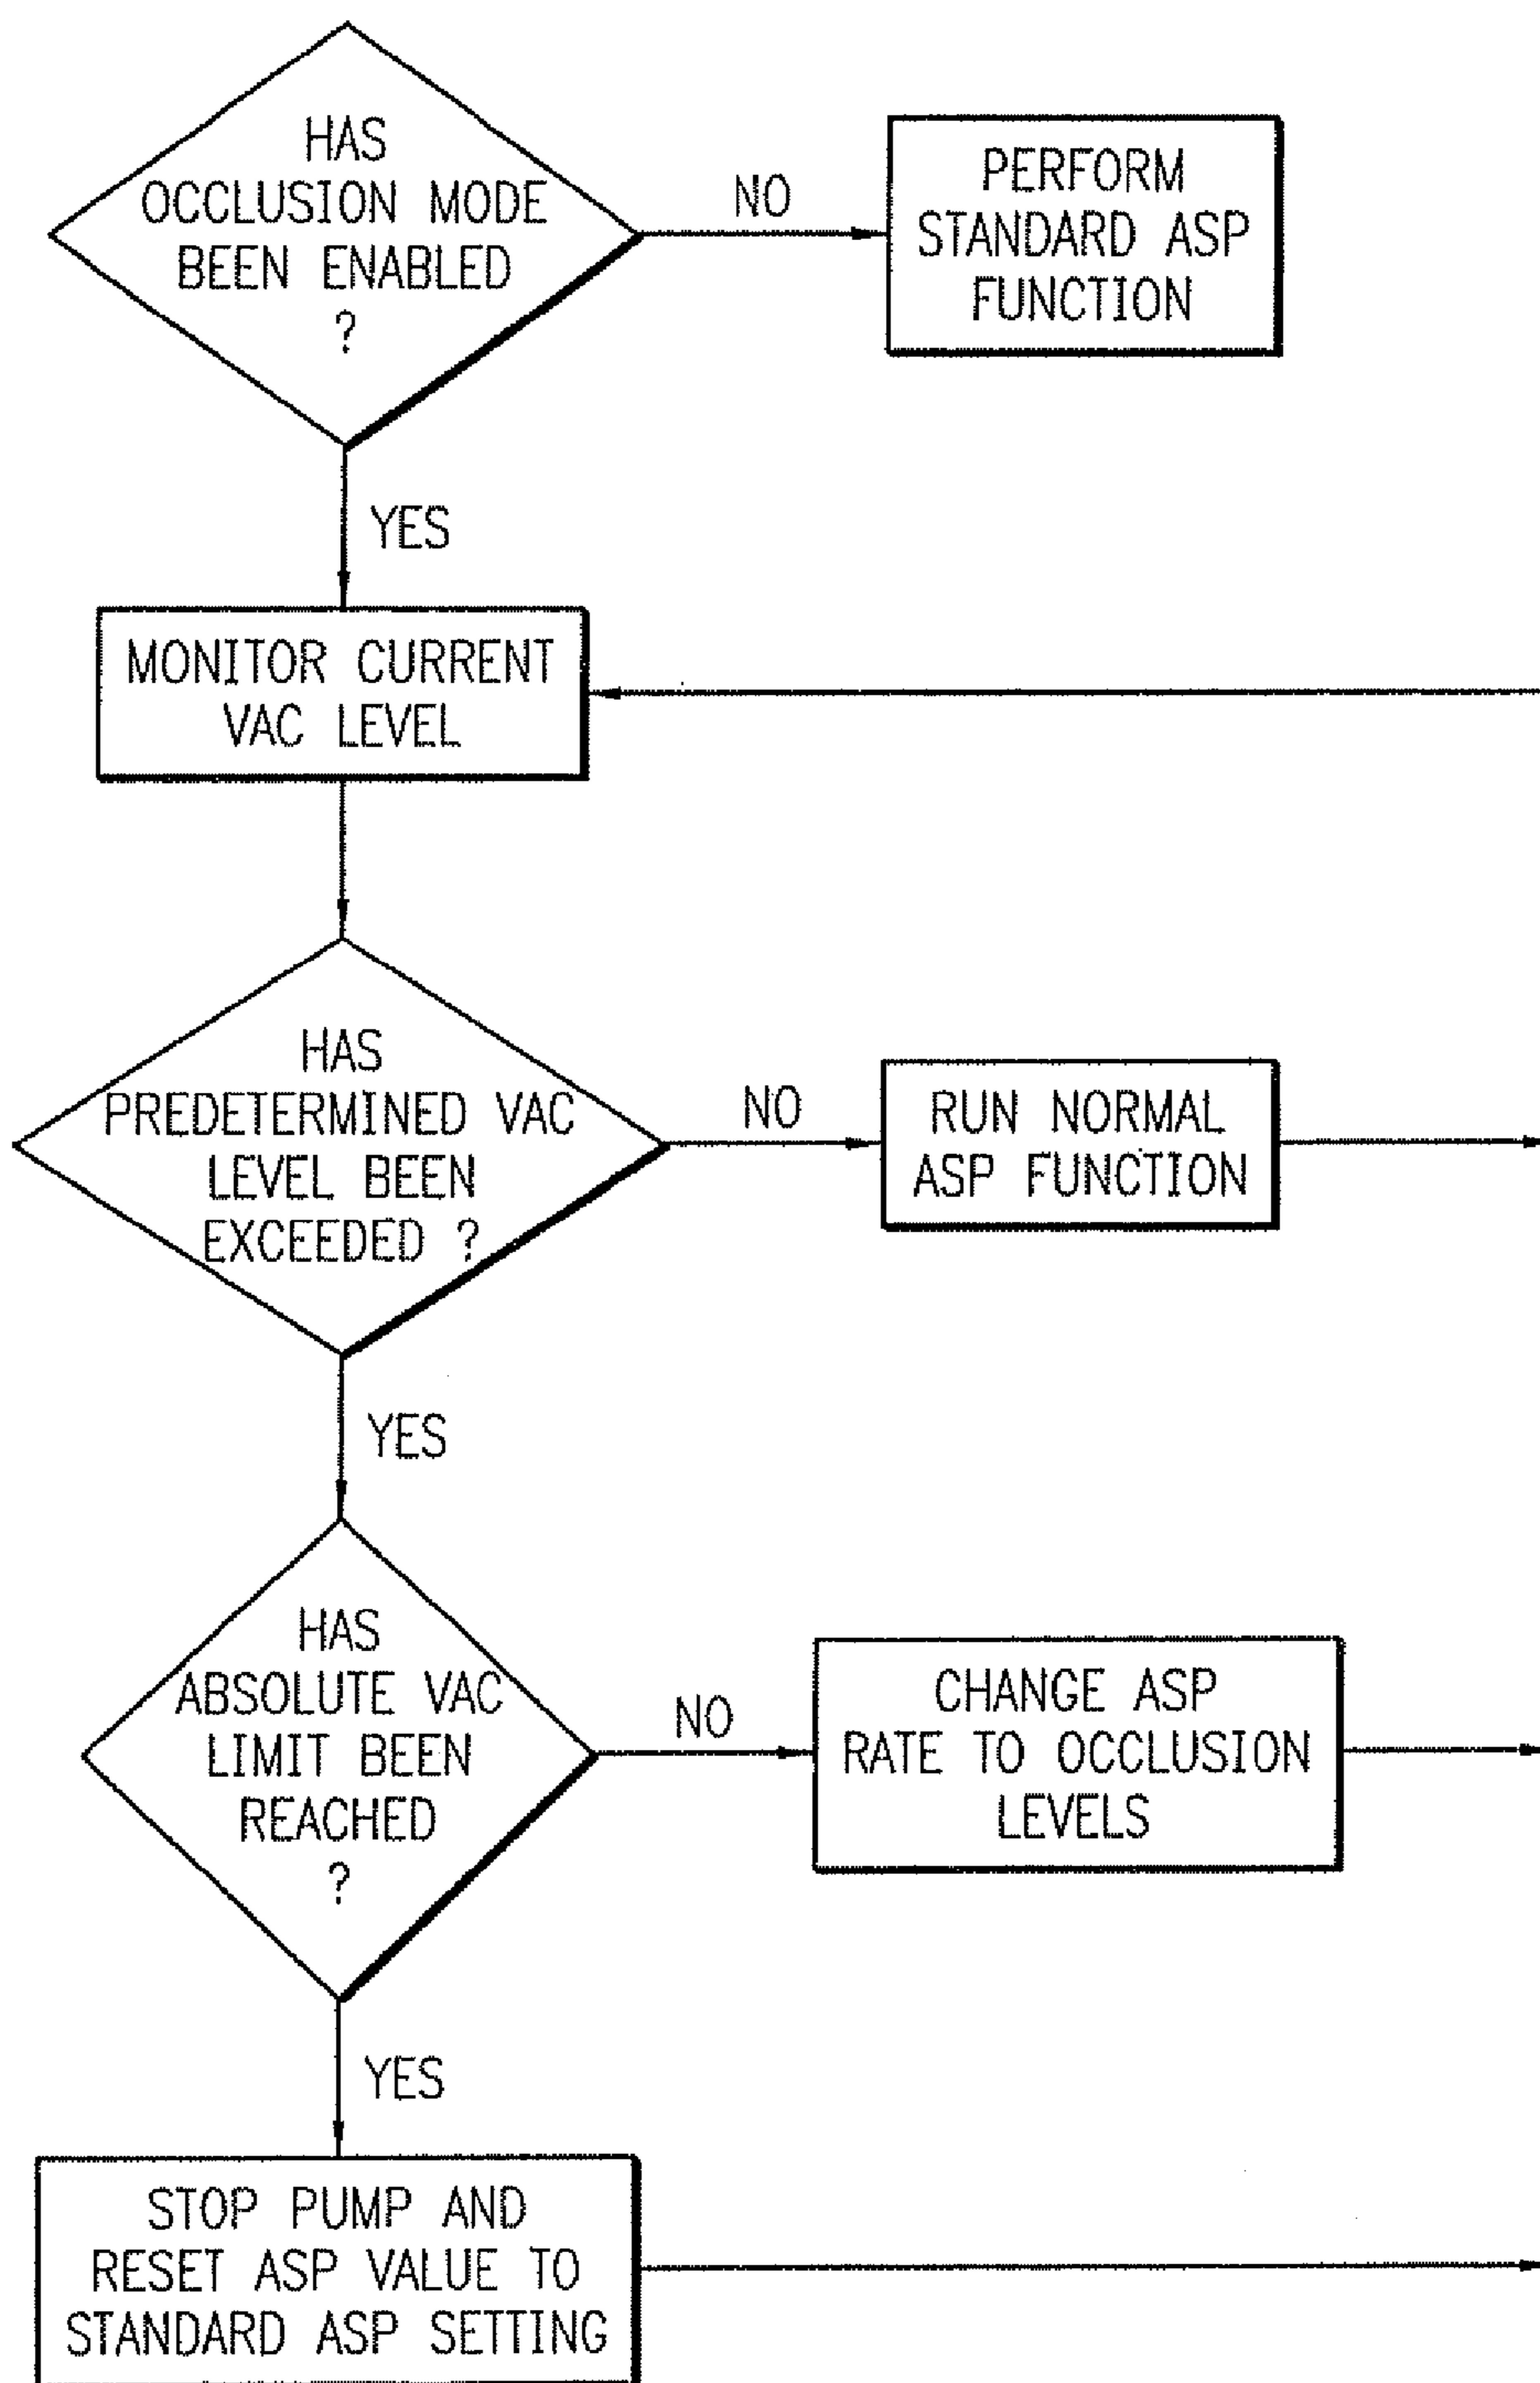 HAS
OCCLUSION MODE
BEEN ENABLED
?
NO
PERFORM
STANDARD ASP
FUNCTION
YES
MONITOR CURRENT
VAC LEVEL
HAS
PREDETERMINED VAC
LEVEL BEEN
EXCEEDED ?
NO
RUN NORMAL
ASP FUNCTION
YES
HAS
ABSOLUTE VAC
LIMIT BEEN
REACHED
?
NO
CHANGE ASP
RATE TO OCCLUSION
LEVELS
YES
STOP PUMP AND
RESET ASP VALUE TO
STANDARD ASP SETTING